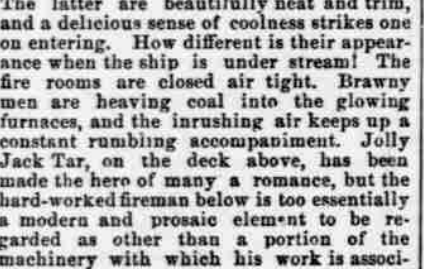 The latter are beautifully neat and trim,
and a delicious sense of coolness strikes one
on entering. How different is their appear-
ance when the ship is under stream! The
fire rooms are closed air tight. Brawny
men are heaving coal into the glowing
furnaces, and the inrushing air keeps up a
constant rumbling accompaniment. Jolly
Jack Tar, on the deck above, has been
made the hero of many a romance, but the
hard-worked fireman below is too essentially
a modern and prosaic element to be re-
garded as other than a portion of the
machinery with which his work is associ-